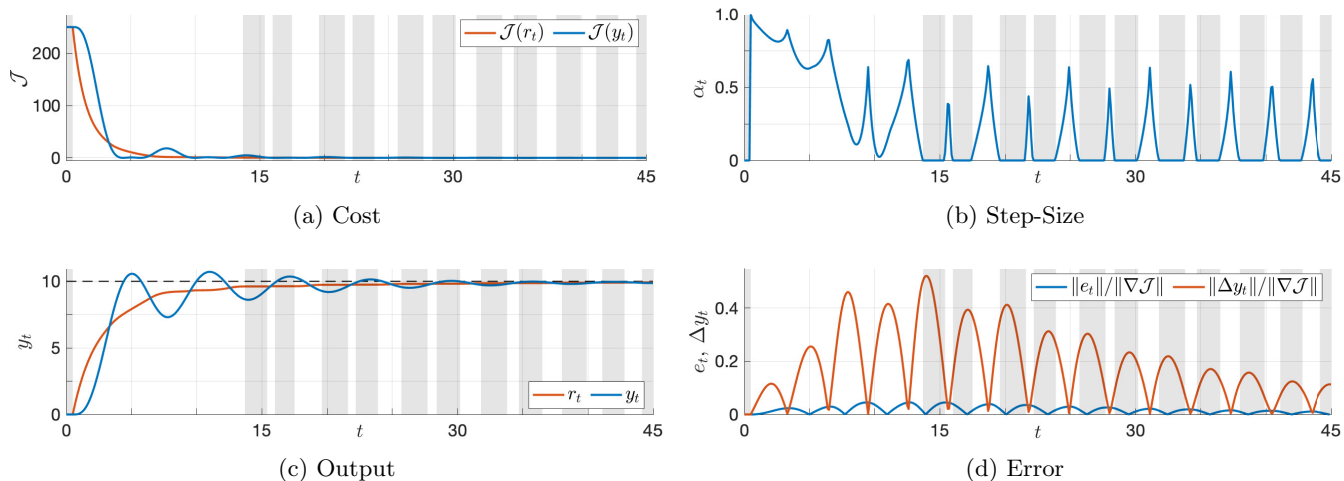 200
100
0
𝒥
𝒥(r_t)
𝒥(y_t)
0
15
t
30
45
(a) Cost
1.0
0.5
0
α_t
0
15
t
30
45
(b) Step-Size
10
5
0
y_t
r_t
y_t
0
15
t
30
45
(c) Output
0.4
0.2
0
e_t, Δy_t
‖e_t‖/‖∇𝒥‖
‖Δy_t‖/‖∇𝒥‖
0
15
t
30
45
(d) Error